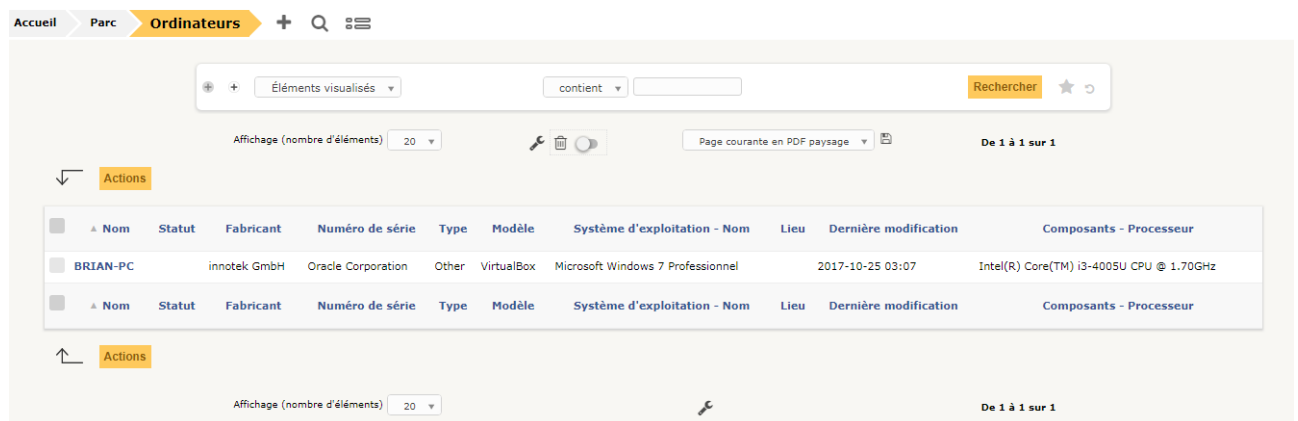 Accueil Parc Ordinateurs
Éléments visualisés contient Rechercher
Affichage (nombre d'éléments) 20 Page courante en PDF paysage De 1 à 1 sur 1
Actions
Nom Statut Fabricant Numéro de série Type Modèle Système d'exploitation - Nom Lieu Dernière modification Composants - Processeur
BRIAN-PC innotek GmbH Oracle Corporation Other VirtualBox Microsoft Windows 7 Professionnel 2017-10-25 03:07 Intel(R) Core(TM) i3-4005U CPU @ 1.70GHz
Nom Statut Fabricant Numéro de série Type Modèle Système d'exploitation - Nom Lieu Dernière modification Composants - Processeur
Actions
Affichage (nombre d'éléments) 20 De 1 à 1 sur 1